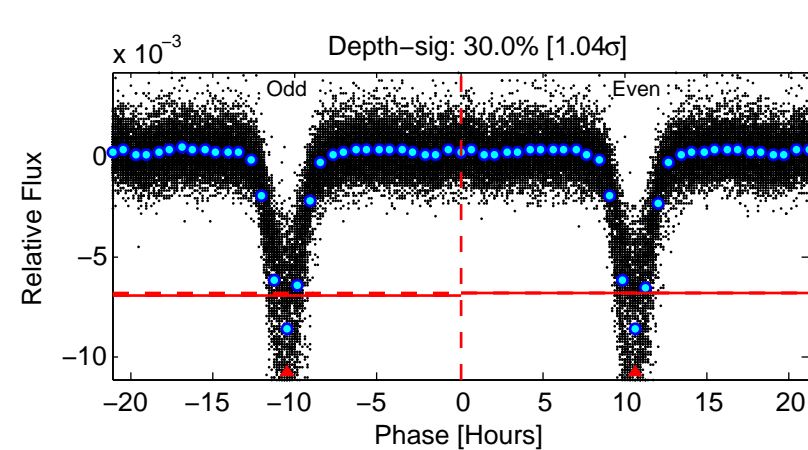 x 10⁻³
Depth−sig: 30.0% [1.04σ]
Odd
Even
0
−5
−10
Relative Flux
−20
−15
−10
−5
0
5
10
15
20
Phase [Hours]